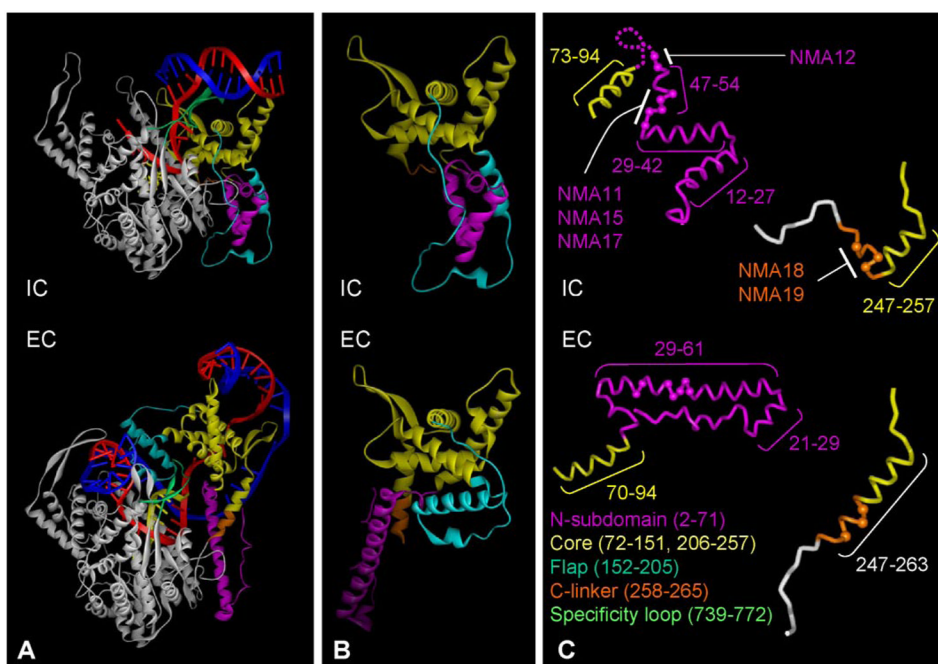 IC
EC
A
IC
EC
B
73-94
NMA12
47-54
29-42
12-27
NMA11
NMA15
NMA17
NMA18
NMA19
247-257
IC
EC
29-61
21-29
70-94
N-subdomain (2-71)
Core (72-151, 206-257)
Flap (152-205)
C-linker (258-265)
Specificity loop (739-772)
247-263
C